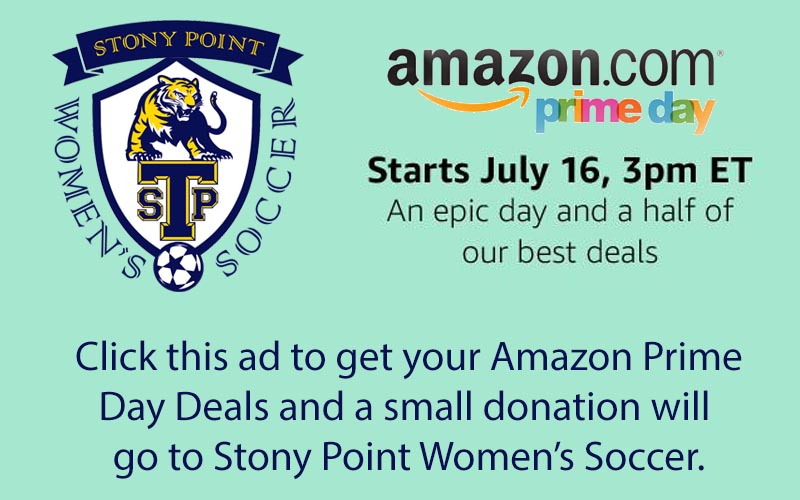 STONY POINT
WOMEN'S SOCCER
STP
amazon.com®
prime day
Starts July 16, 3pm ET
An epic day and a half of
our best deals
Click this ad to get your Amazon Prime
Day Deals and a small donation will
go to Stony Point Women’s Soccer.